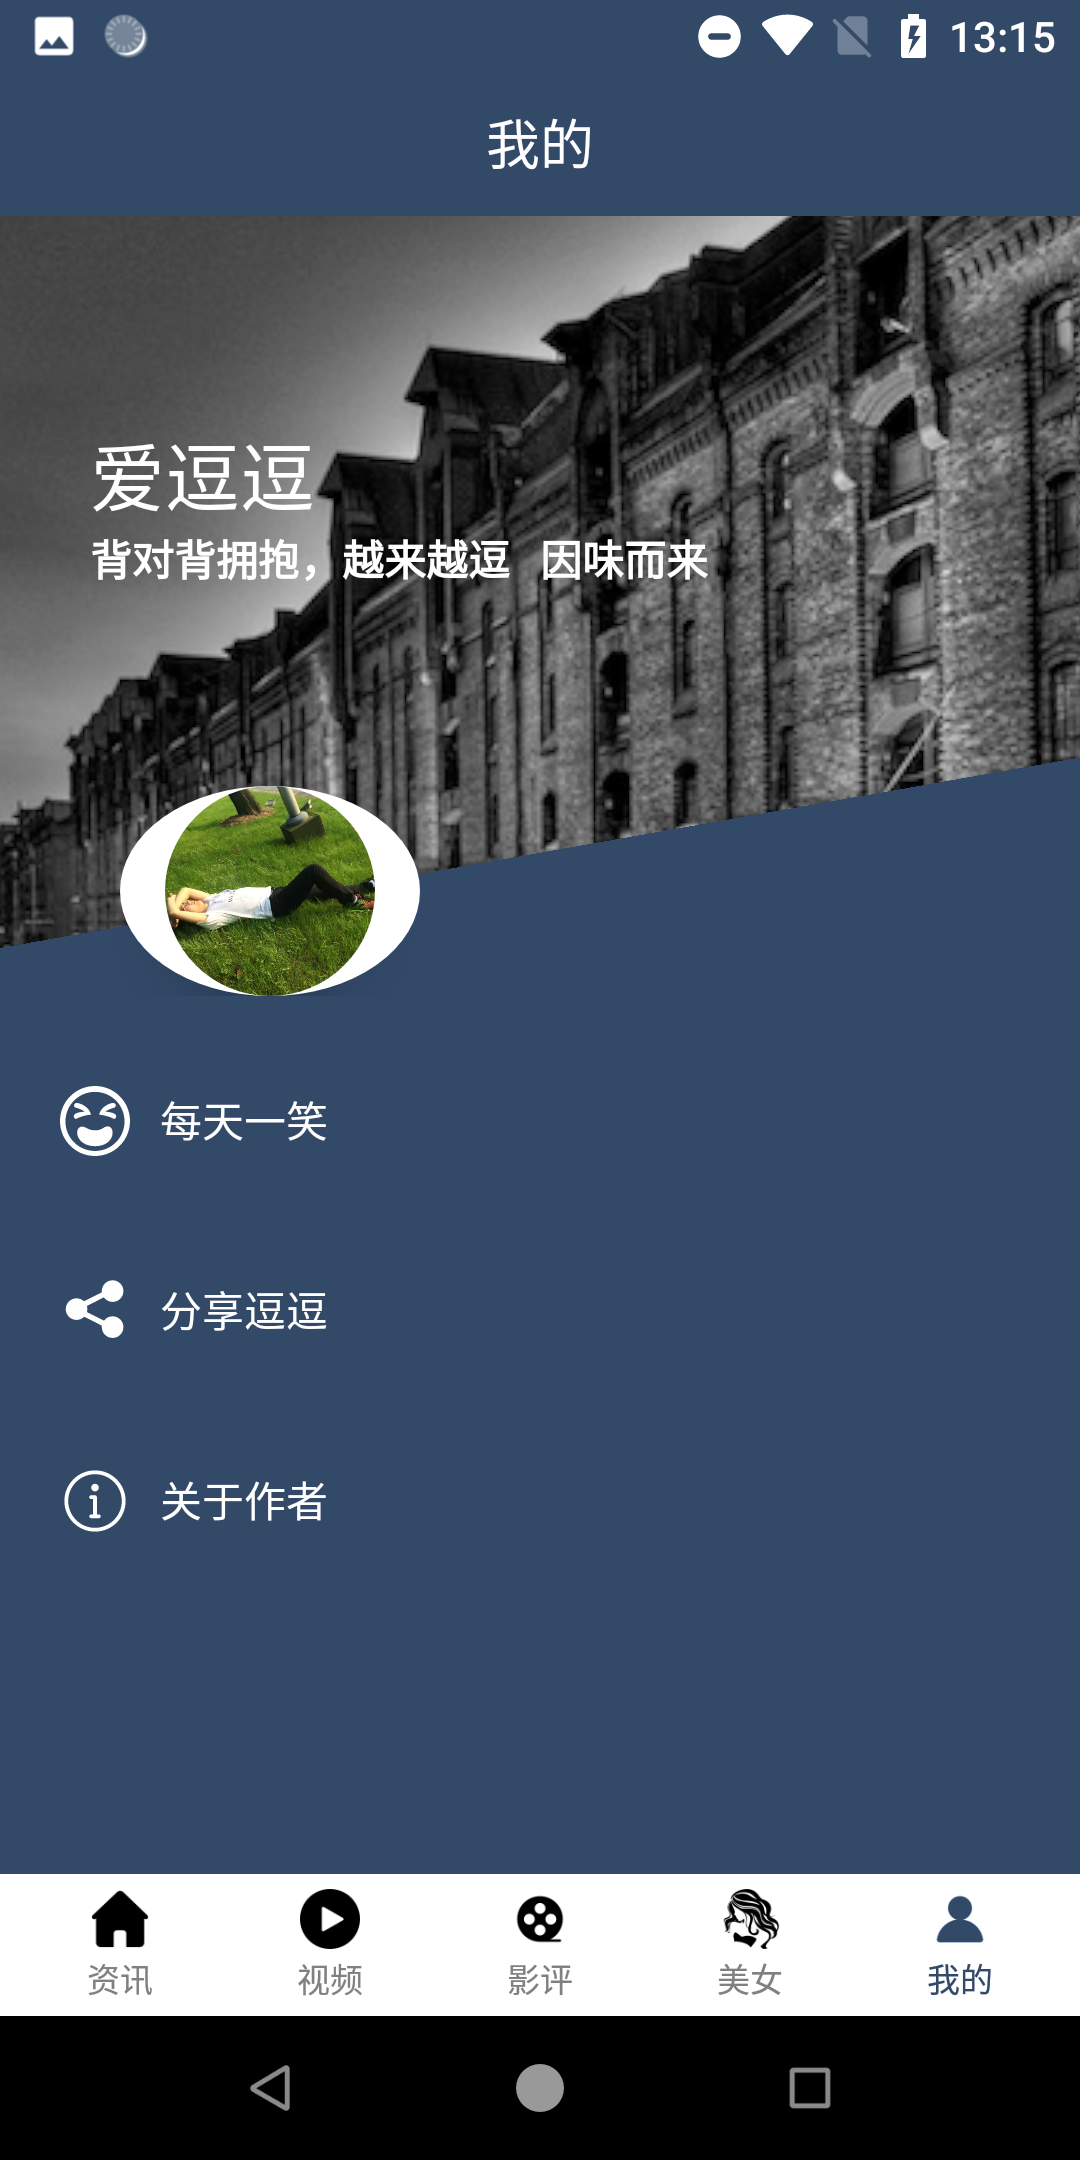 13:15
我的
爱逗逗
背对背拥抱，越来越逗 因味而来
每天一笑
分享逗逗
关于作者
资讯 视频 影评 美女 我的